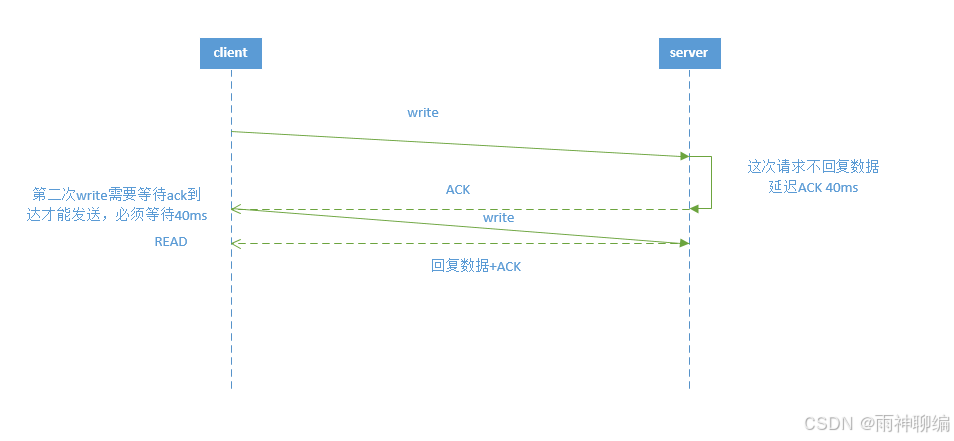 client
server
write
这次请求不回复数据
延迟ACK 40ms
ACK
第二次write需要等待ack到
达才能发送，必须等待40ms
write
READ
回复数据+ACK
CSDN @雨神聊编